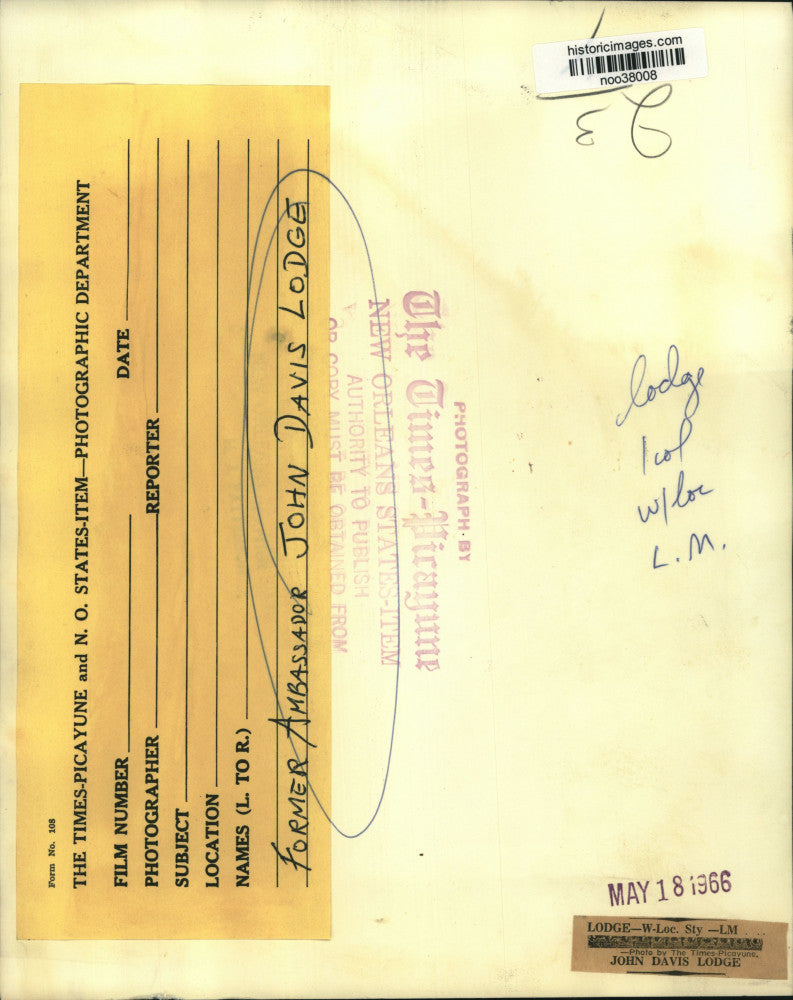 historicimages.com
noo38008
Form No. 108
THE TIMES-PICAYUNE and N. O. STATES-ITEM—PHOTOGRAPHIC DEPARTMENT
FILM NUMBER DATE
PHOTOGRAPHER REPORTER
SUBJECT
LOCATION
NAMES (L. TO R.)
FORMER AMBASSADOR JOHN DAVIS LODGE
PHOTOGRAPH BY
The Times-Picayune
NEW ORLEANS STATES-ITEM
AUTHORITY TO PUBLISH
OR COPY MUST BE OBTAINED FROM
lodge
1 col
w/loc
L.M.
MAY 18 1966
LODGE—W-Loc. Sty —LM
—Photo by The Times-Picayune.
JOHN DAVIS LODGE